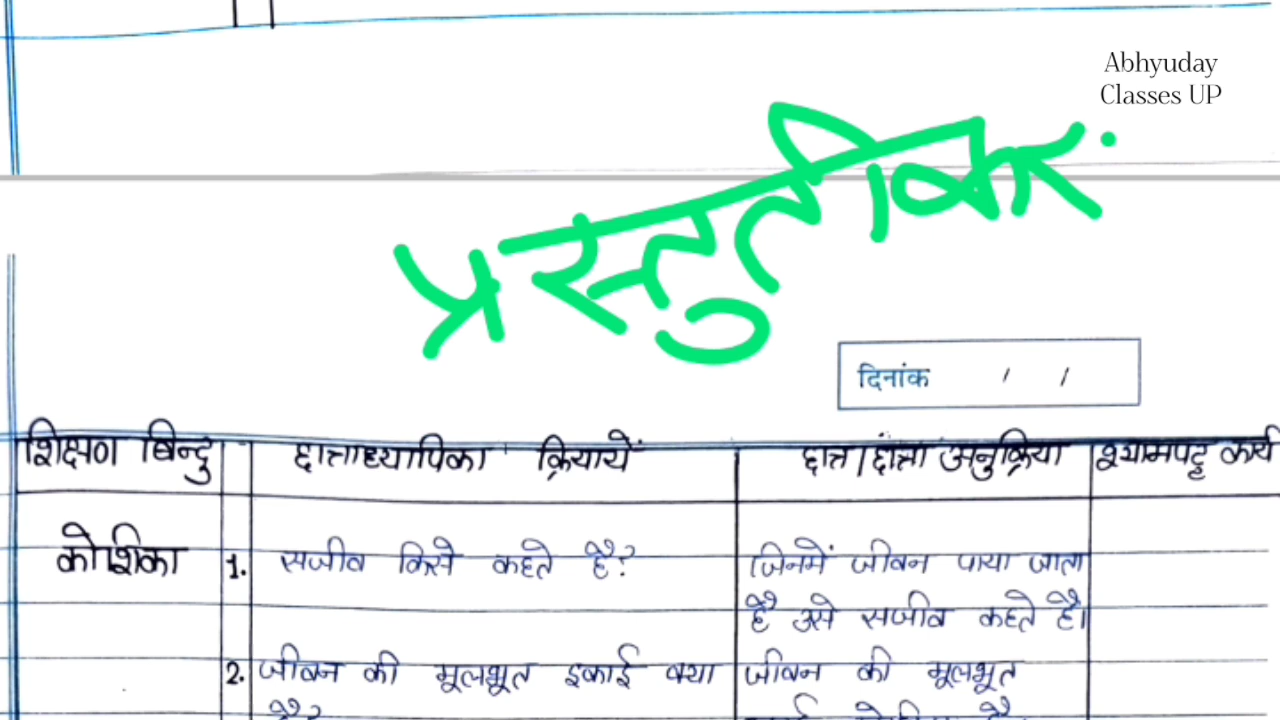 Abhyuday
Classes UP
प्रस्तुतीकर
दिनांक / /
शिक्षण बिन्दु छात्राध्यापिका क्रियायें छात्र/छात्रा अनुक्रिया श्यामपट्ट कार्य
कोशिका 1. सजीव किसे कहते है? जिनमें जीवन पाया जाता
है उसे सजीव कहते है।
2. जीवन की मूलभूत इकाई क्या जीवन की मूलभूत
है?